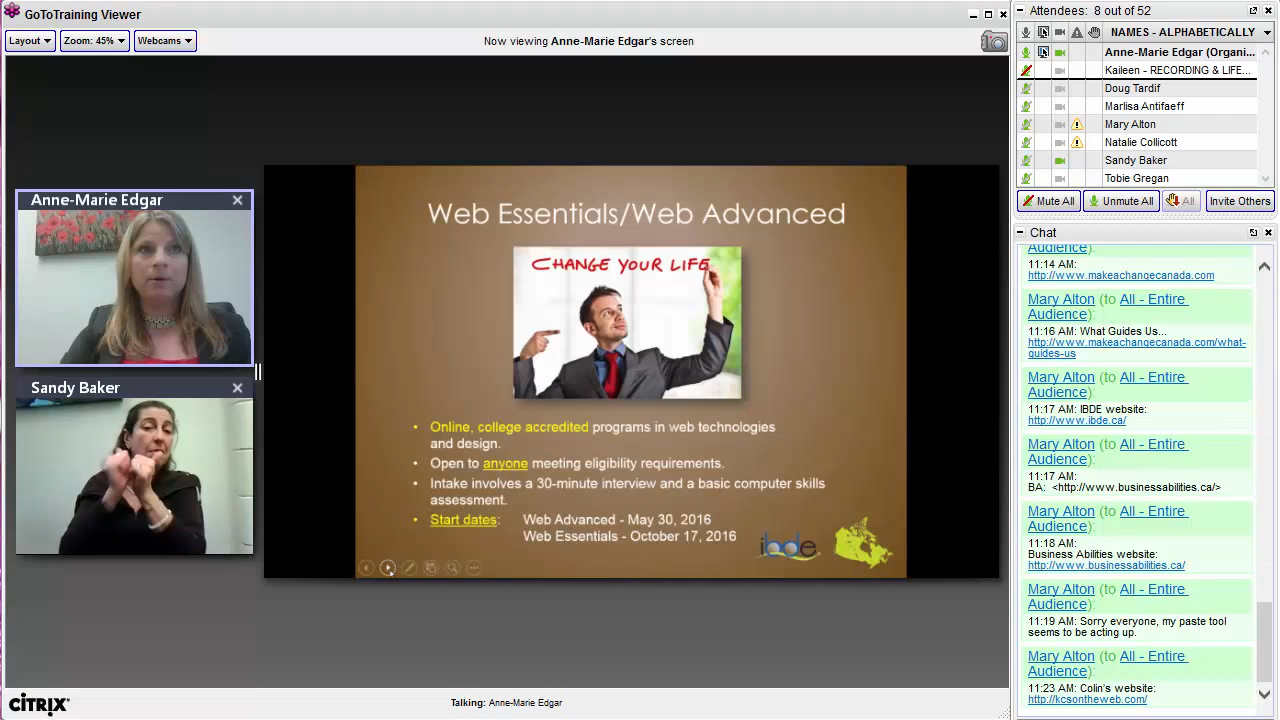 GoToTraining Viewer
Layout
Zoom: 45%
Webcams
Now viewing Anne-Marie Edgar's screen
Anne-Marie Edgar
Sandy Baker
Web Essentials/Web Advanced
CHANGE YOUR LIFE
• Online, college accredited programs in web technologies
and design.
• Open to anyone meeting eligibility requirements.
• Intake involves a 30-minute interview and a basic computer skills
assessment.
• Start dates: Web Advanced - May 30, 2016
Web Essentials - October 17, 2016
ibde
CİTRIX
Talking: Anne-Marie Edgar
Attendees: 8 out of 52
NAMES - ALPHABETICALLY
Anne-Marie Edgar (Organi...
Kaileen - RECORDING & LIFE...
Doug Tardif
Marlisa Antifaeff
Mary Alton
Natalie Collicott
Sandy Baker
Tobie Gregan
Mute All
Unmute All
All
Invite Others
Chat
Audience):
11:14 AM:
http://www.makeachangecanada.com
Mary Alton (to All - Entire
Audience):
11:16 AM: What Guides Us...
http://www.makeachangecanada.com/what-
guides-us
Mary Alton (to All - Entire
Audience):
11:17 AM: IBDE website:
http://www.ibde.ca/
Mary Alton (to All - Entire
Audience):
11:17 AM:
BA: <http://www.businessabilities.ca/>
Mary Alton (to All - Entire
Audience):
11:18 AM:
Business Abilities website:
http://www.businessabilities.ca/
Mary Alton (to All - Entire
Audience):
11:19 AM: Sorry everyone, my paste tool
seems to be acting up.
Mary Alton (to All - Entire
Audience):
11:23 AM: Colin's website:
http://kcsontheweb.com/